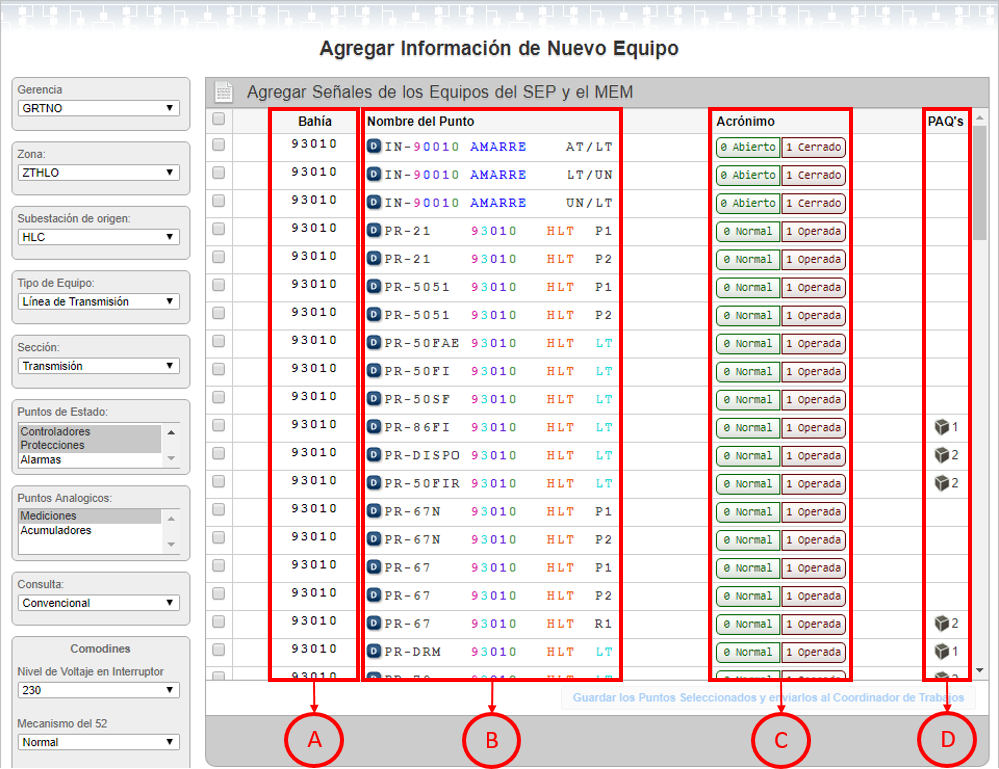 Agregar Información de Nuevo Equipo
Gerencia
GRTNO
Zona:
ZTHLO
Subestación de origen:
HLC
Tipo de Equipo:
Línea de Transmisión
Sección:
Transmisión
Puntos de Estado:
Controladores
Protecciones
Alarmas
Puntos Analogicos:
Mediciones
Acumuladores
Consulta:
Convencional
Comodines
Nivel de Voltaje en Interruptor
230
Mecanismo del 52
Normal
Agregar Señales de los Equipos del SEP y el MEM
Bahía Nombre del Punto Acrónimo PAQ's
93010 D IN-90010 AMARRE AT/LT 0 Abierto 1 Cerrado
93010 D IN-90010 AMARRE LT/UN 0 Abierto 1 Cerrado
93010 D IN-90010 AMARRE UN/LT 0 Abierto 1 Cerrado
93010 D PR-21 93010 HLT P1 0 Normal 1 Operada
93010 D PR-21 93010 HLT P2 0 Normal 1 Operada
93010 D PR-5051 93010 HLT P1 0 Normal 1 Operada
93010 D PR-5051 93010 HLT P2 0 Normal 1 Operada
93010 D PR-50FAE 93010 HLT LT 0 Normal 1 Operada
93010 D PR-50FI 93010 HLT LT 0 Normal 1 Operada
93010 D PR-50SF 93010 HLT LT 0 Normal 1 Operada
93010 D PR-86FI 93010 HLT LT 0 Normal 1 Operada 1
93010 D PR-DISPO 93010 HLT LT 0 Normal 1 Operada 2
93010 D PR-50FIR 93010 HLT LT 0 Normal 1 Operada 2
93010 D PR-67N 93010 HLT P1 0 Normal 1 Operada
93010 D PR-67N 93010 HLT P2 0 Normal 1 Operada
93010 D PR-67 93010 HLT P1 0 Normal 1 Operada
93010 D PR-67 93010 HLT P2 0 Normal 1 Operada
93010 D PR-67 93010 HLT R1 0 Normal 1 Operada 2
93010 D PR-DRM 93010 HLT LT 0 Normal 1 Operada 1
93010 0 Normal 1 Operada
Guardar los Puntos Seleccionados y enviarlos al Coordinador de Trabajos
A B C D